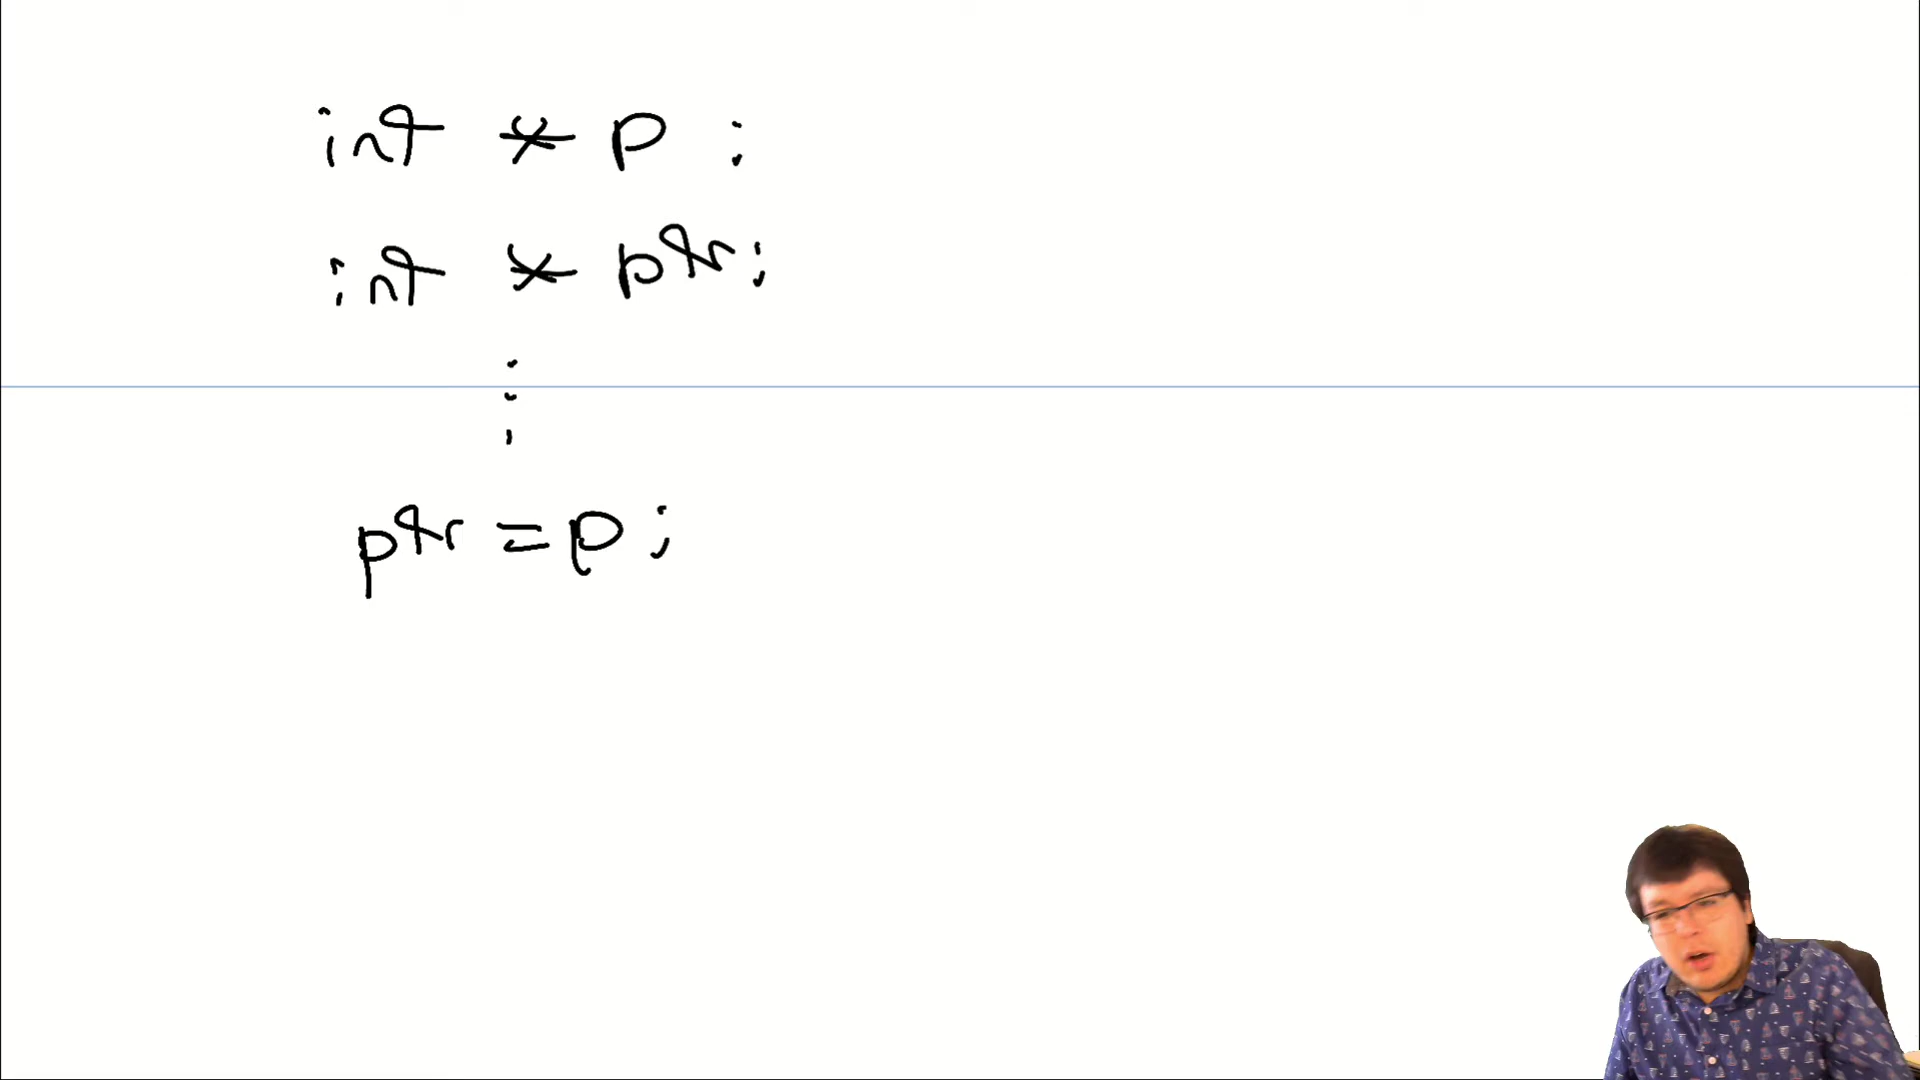 int * p ;
int * ptr ;
⋮
ptr = p ;